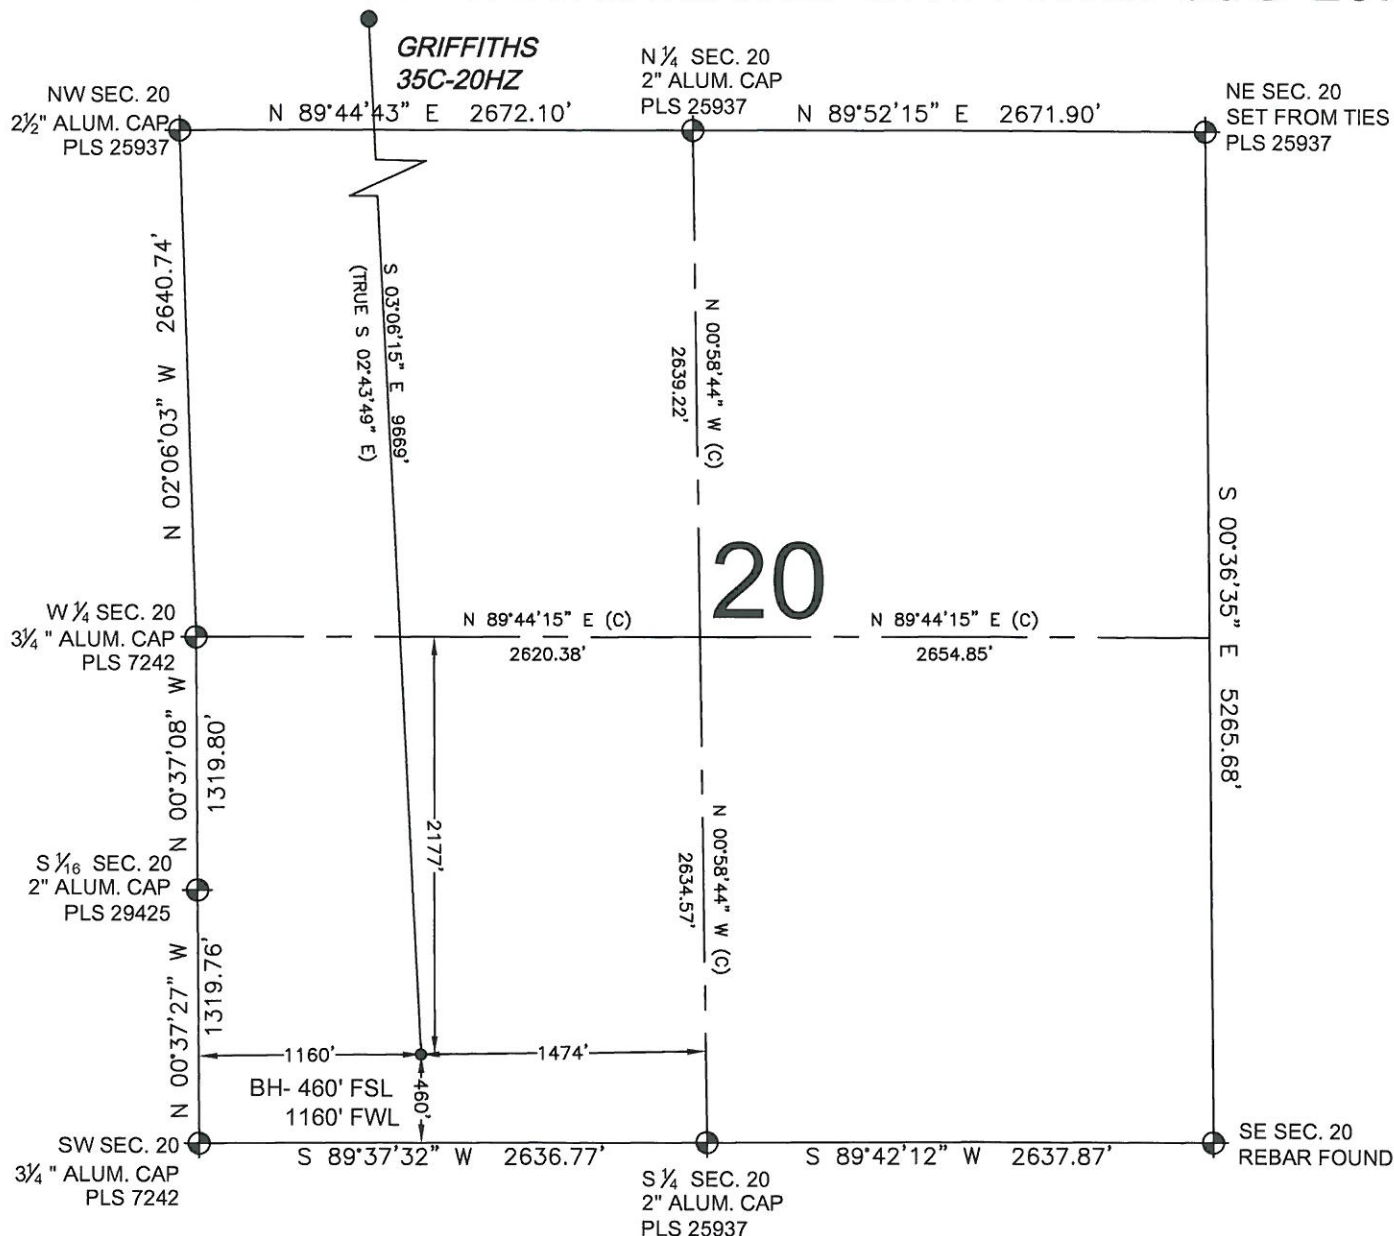 GRIFFITHS
35C-20HZ
N ¼ SEC. 20
2" ALUM. CAP
PLS 25937
NW SEC. 20
2½" ALUM. CAP
PLS 25937
NE SEC. 20
SET FROM TIES
PLS 25937
N 89°44'43" E 2672.10'
N 89°52'15" E 2671.90'
N 02°06'03" W 2640.74'
S 03°06'15" E 9669'
(TRUE S 02°43'49" E)
N 00°58'44" W (C)
2639.22'
S 00°36'35" E 5265.68'
20
W ¼ SEC. 20
3¼" ALUM. CAP
PLS 7242
N 89°44'15" E (C)
2620.38'
N 89°44'15" E (C)
2654.85'
N 00°37'08" W
1319.80'
2177'
N 00°58'44" W (C)
2634.57'
S 1⁄16 SEC. 20
2" ALUM. CAP
PLS 29425
N 00°37'27" W
1319.76'
1160'
1474'
460'
BH- 460' FSL
1160' FWL
SW SEC. 20
3¼" ALUM. CAP
PLS 7242
S 89°37'32" W 2636.77'
S ¼ SEC. 20
2" ALUM. CAP
PLS 25937
S 89°42'12" W 2637.87'
SE SEC. 20
REBAR FOUND